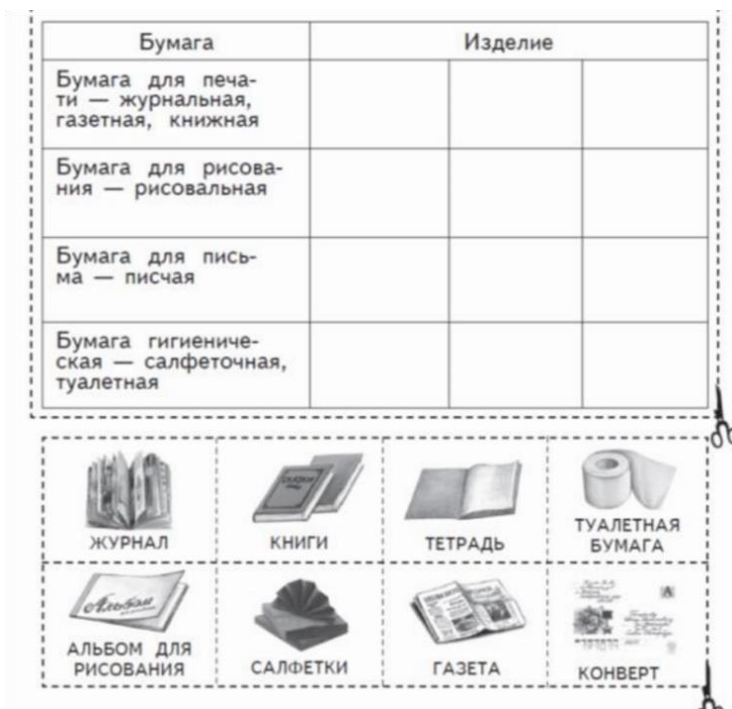 Бумага
Изделие
Бумага для печа-
ти — журнальная,
газетная, книжная
Бумага для рисова-
ния — рисовальная
Бумага для пись-
ма — писчая
Бумага гигиениче-
ская — салфеточная,
туалетная
ЖУРНАЛ
КНИГИ
ТЕТРАДЬ
ТУАЛЕТНАЯ
БУМАГА
Альбом
АЛЬБОМ ДЛЯ
РИСОВАНИЯ
САЛФЕТКИ
ГАЗЕТА
А
КОНВЕРТ